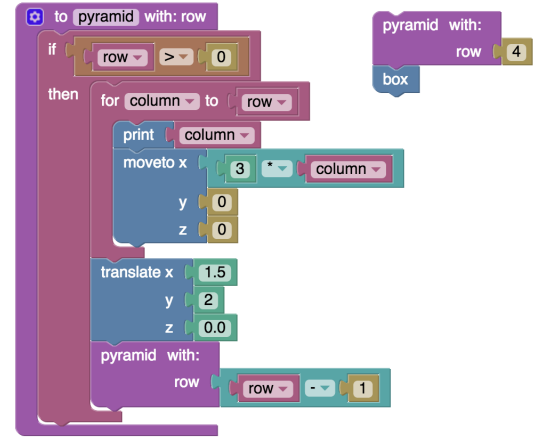 to pyramid with: row
if row > 0
then for column to row
print column
moveto x 3 * column
y 0
z 0
translate x 1.5
y 2
z 0.0
pyramid with:
row row - 1
pyramid with:
row 4
box